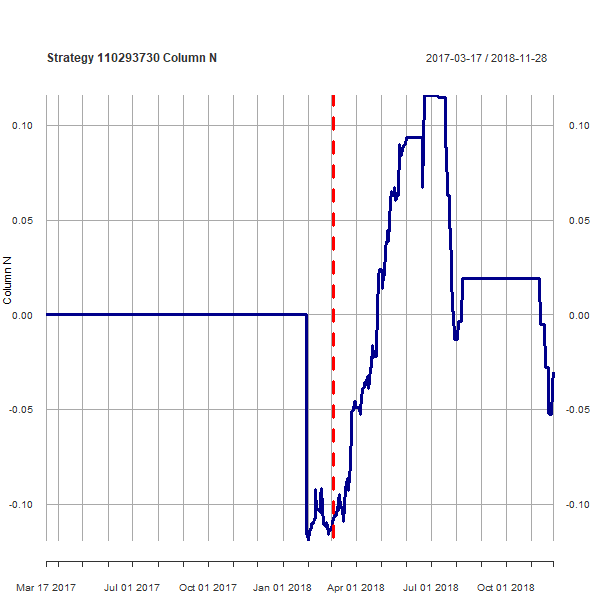 Strategy 110293730 Column N 2017-03-17 / 2018-11-28
0.10 0.10
0.05 0.05
0.00 0.00
Column N
-0.05 -0.05
-0.10 -0.10
Mar 17 2017 Jul 01 2017 Oct 01 2017 Jan 01 2018 Apr 01 2018 Jul 01 2018 Oct 01 2018